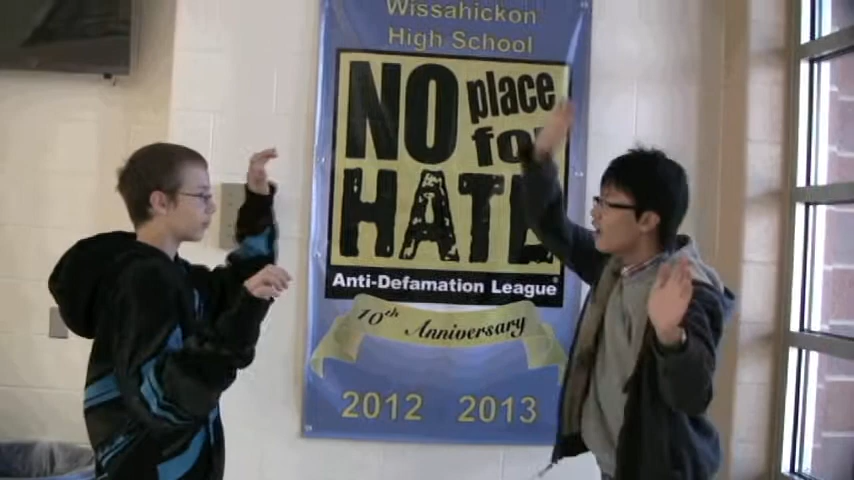 Wissahickon
High School
NO place
for
HATE
Anti-Defamation League®
10th Anniversary
2012 2013